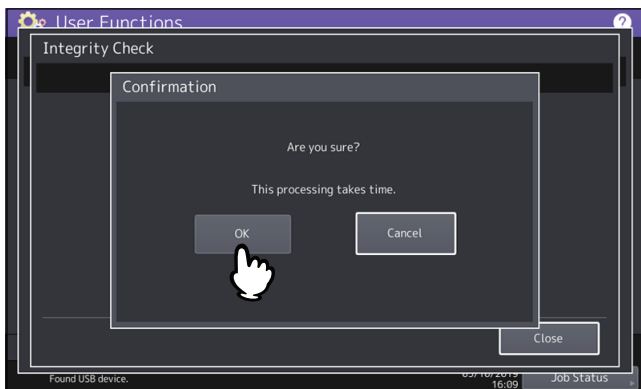 User Functions
?
Integrity Check
Confirmation
Are you sure?
This processing takes time.
OK
Cancel
Close
Found USB device.
16:09
Job Status